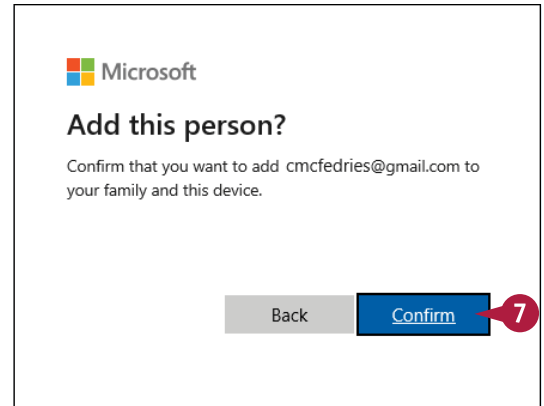 Microsoft
Add this person?
Confirm that you want to add cmcfedries@gmail.com to
your family and this device.
Back Confirm 7